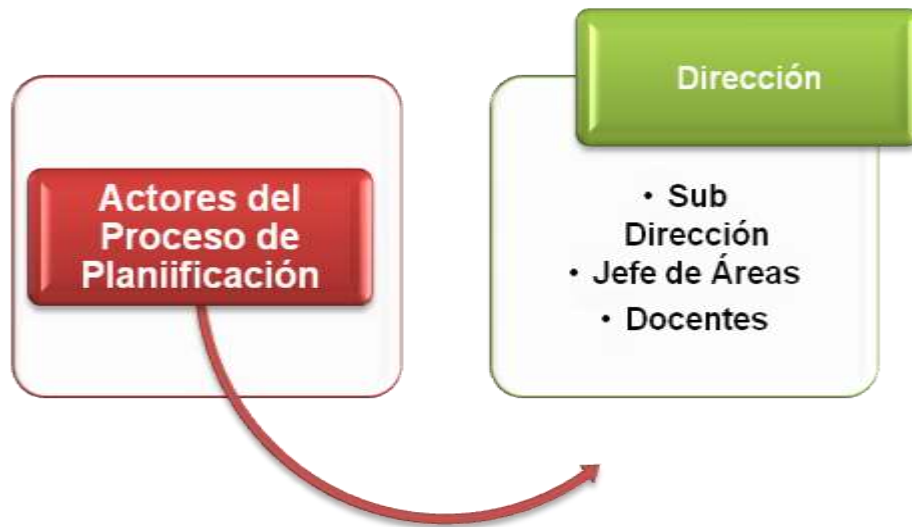 Actores del
Proceso de
Planiificación
Dirección
• Sub
Dirección
• Jefe de Áreas
• Docentes